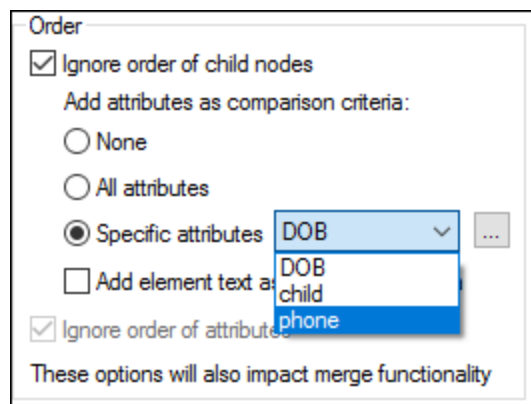 Order
Ignore order of child nodes
Add attributes as comparison criteria:
None
All attributes
Specific attributes DOB ...
DOB
Add element text as
child
phone
Ignore order of attributes
These options will also impact merge functionality